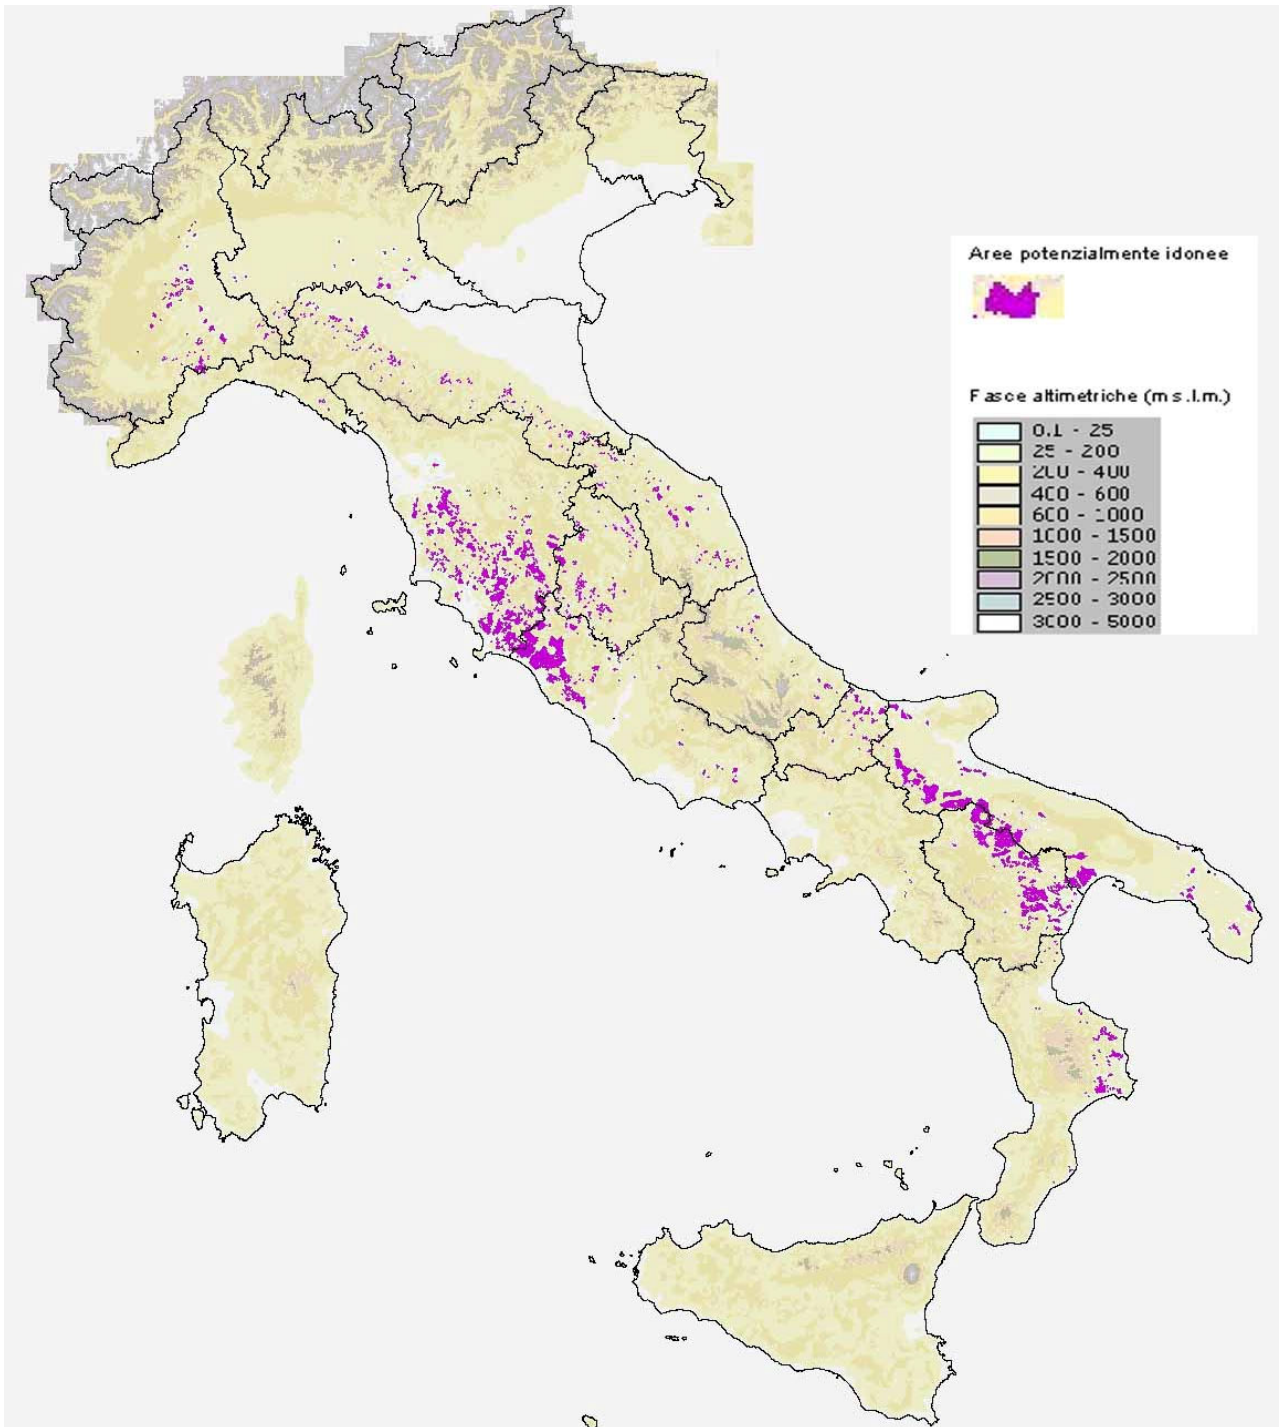 Aree potenzialmente idonee
Fasce altimetriche (m s.l.m.)
0.1 - 25
25 - 200
200 - 400
400 - 600
600 - 1000
1000 - 1500
1500 - 2000
2000 - 2500
2500 - 3000
3000 - 5000